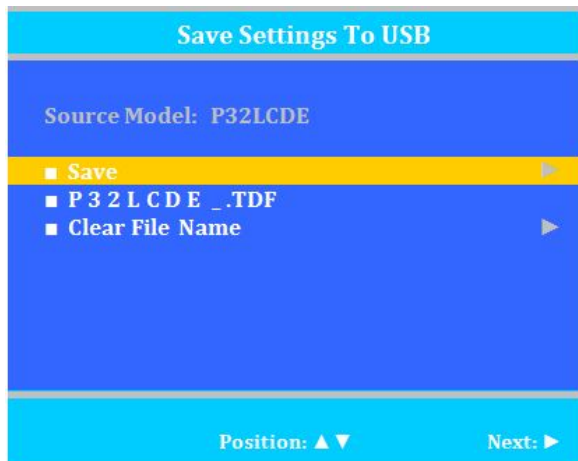 Save Settings To USB
Source Model: P32LCDE
■ Save ▶
■ P 3 2 L C D E _ .TDF
■ Clear File Name ▶
Position: ▲ ▼ Next: ▶